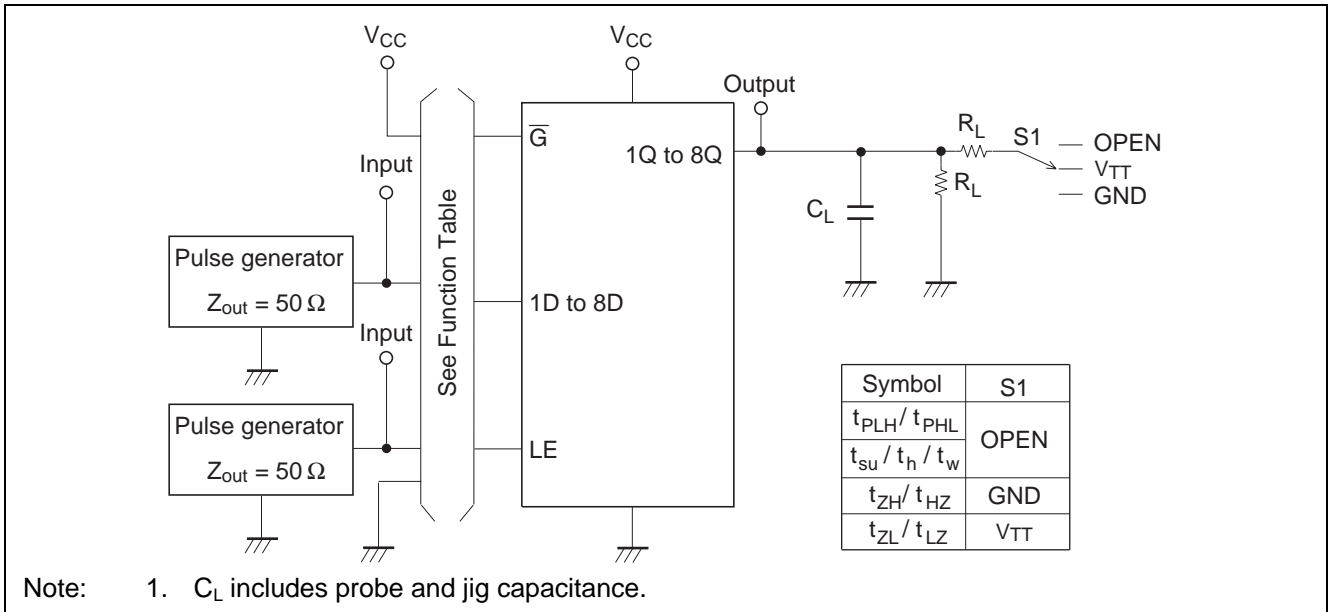 VCC
VCC
Output
G
1Q to 8Q
RL
S1
OPEN
VTT
GND
Input
RL
CL
Pulse generator
Zout = 50 Ω
See Function Table
1D to 8D
Input
Pulse generator
Zout = 50 Ω
LE
Symbol S1
tPLH / tPHL
OPEN
tsu / th / tw
tZH / tHZ GND
tZL / tLZ VTT
Note: 1. CL includes probe and jig capacitance.